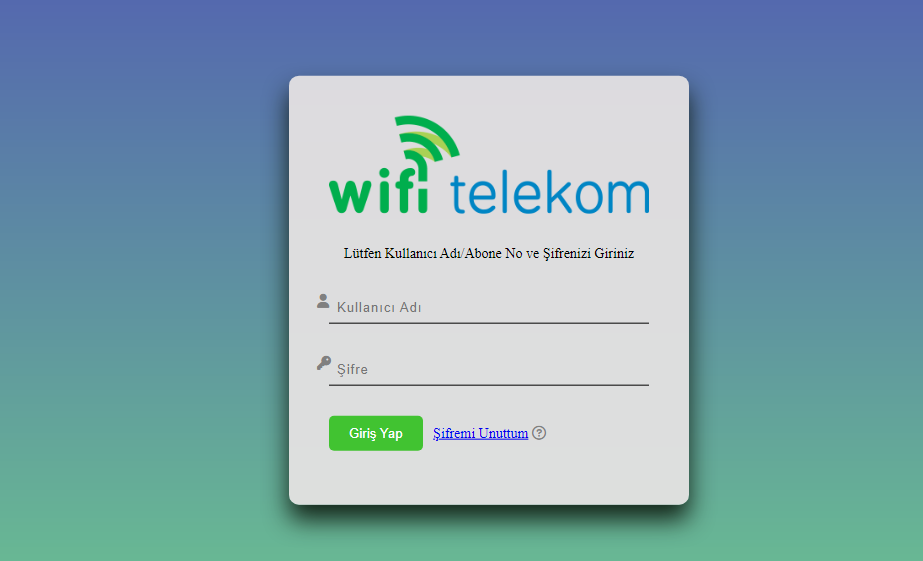 wifi telekom
Lütfen Kullanıcı Adı/Abone No ve Şifrenizi Giriniz
Kullanıcı Adı
Şifre
Giriş Yap Şifremi Unuttum ?